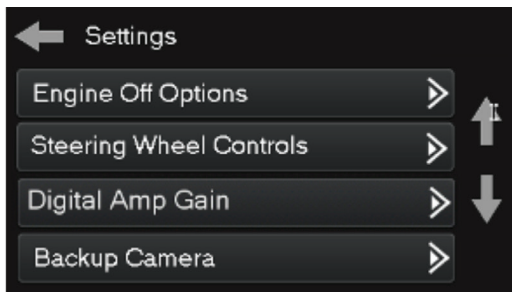 Settings
Engine Off Options
Steering Wheel Controls
Digital Amp Gain
Backup Camera